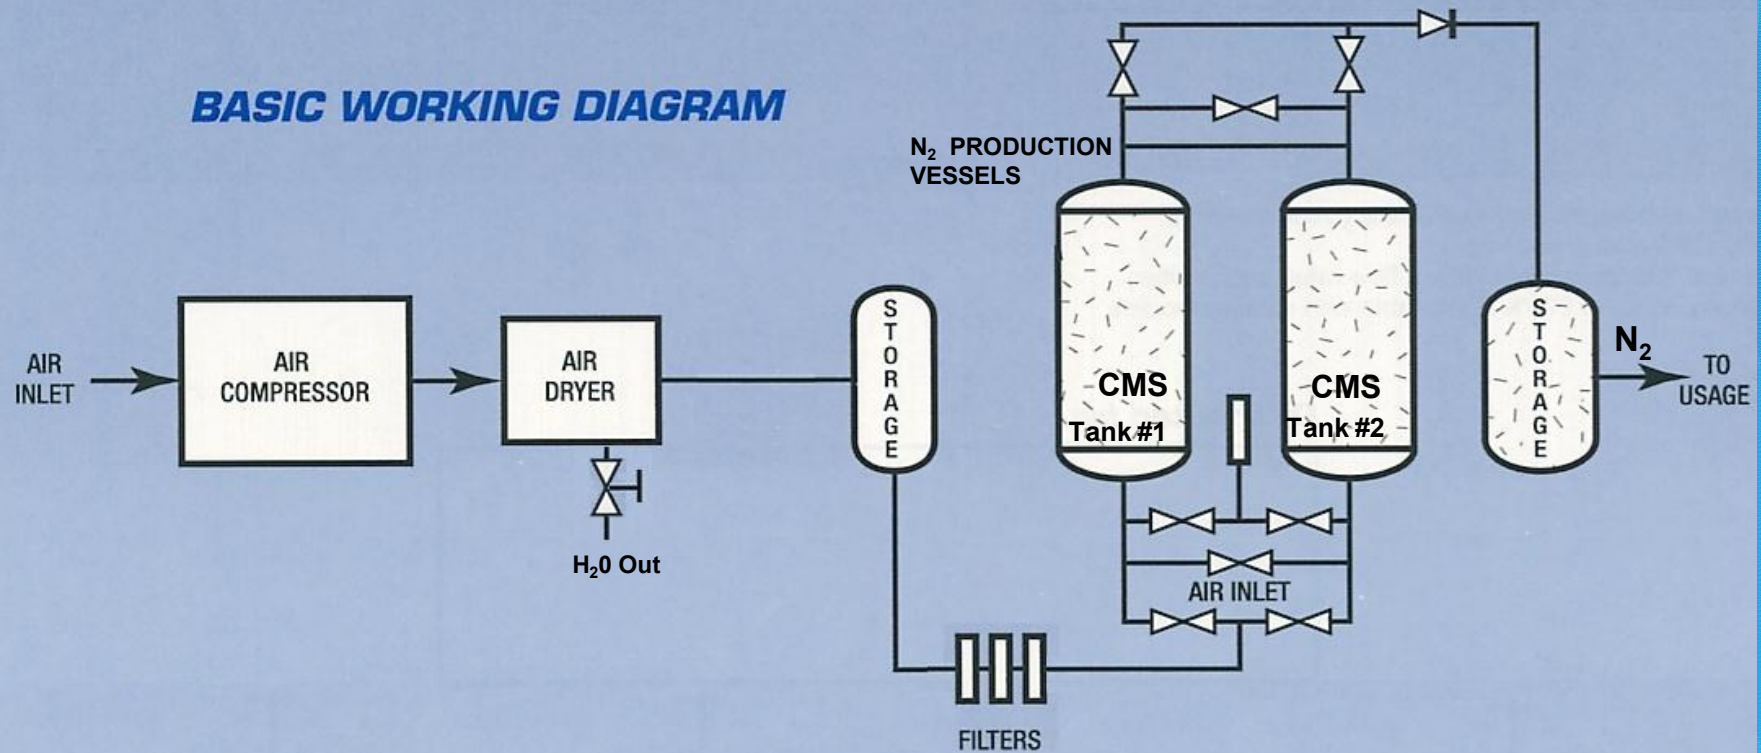 BASIC WORKING DIAGRAM
N₂ PRODUCTION
VESSELS
AIR
INLET
AIR
COMPRESSOR
AIR
DRYER
H₂0 Out
STORAGE
FILTERS
CMS
Tank #1
CMS
Tank #2
AIR INLET
STORAGE
N₂
TO
USAGE